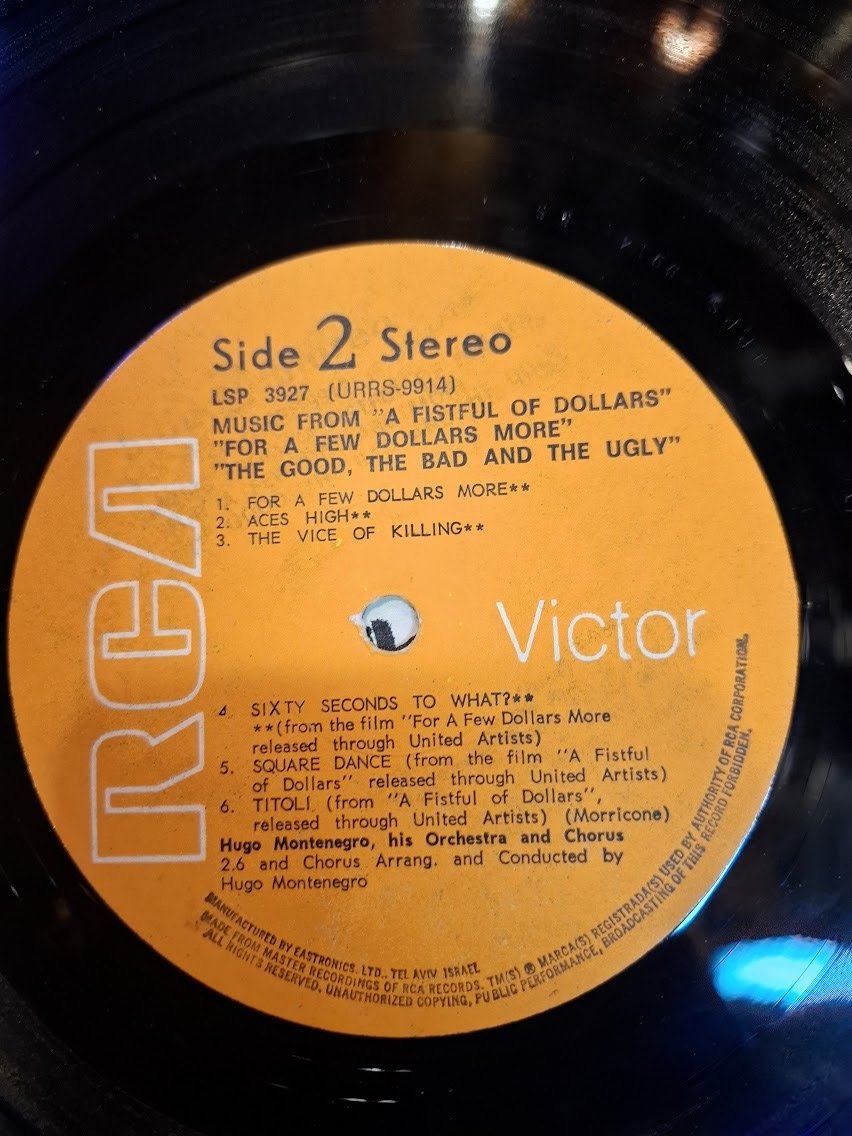 Side 2 Stereo
LSP 3927 (URRS-9914)
MUSIC FROM "A FISTFUL OF DOLLARS"
"FOR A FEW DOLLARS MORE"
"THE GOOD, THE BAD AND THE UGLY"
1. FOR A FEW DOLLARS MORE**
2. ACES HIGH**
3. THE VICE OF KILLING**
RCA
Victor
4 SIXTY SECONDS TO WHAT?**
**(from the film "For A Few Dollars More
released through United Artists)
5. SQUARE DANCE (from the film "A Fistful
of Dollars" released through United Artists)
6. TITOLI (from "A Fistful of Dollars",
released through United Artists) (Morricone)
Hugo Montenegro, his Orchestra and Chorus
2.6 and Chorus Arrang. and Conducted by
Hugo Montenegro
MANUFACTURED BY EASTRONICS. LTD.. TEL AVIV ISRAEL
MADE FROM MASTER RECORDINGS OF RCA RECORDS. TM(S) ® MARCA(S) REGISTRADA(S) USED BY AUTHORITY OF RCA CORPORATION.
ALL RIGHTS RESERVED. UNAUTHORIZED COPYING, PUBLIC PERFORMANCE, BROADCASTING OF THIS RECORD FORBIDDEN.